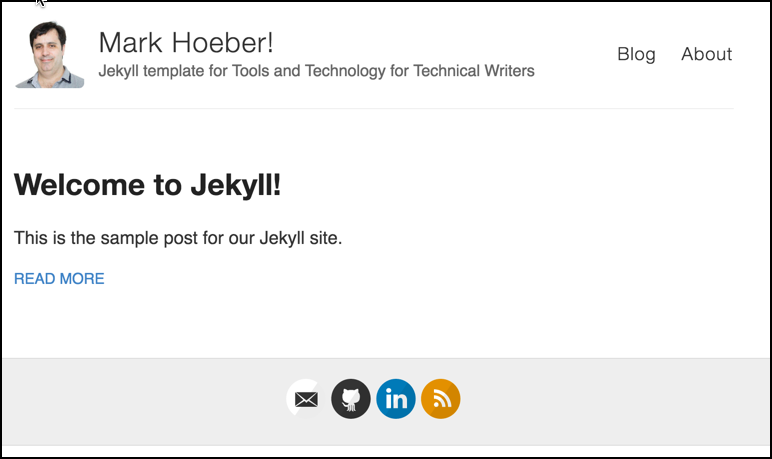 Mark Hoeber!
Jekyll template for Tools and Technology for Technical Writers
Blog About
Welcome to Jekyll!
This is the sample post for our Jekyll site.
READ MORE
in